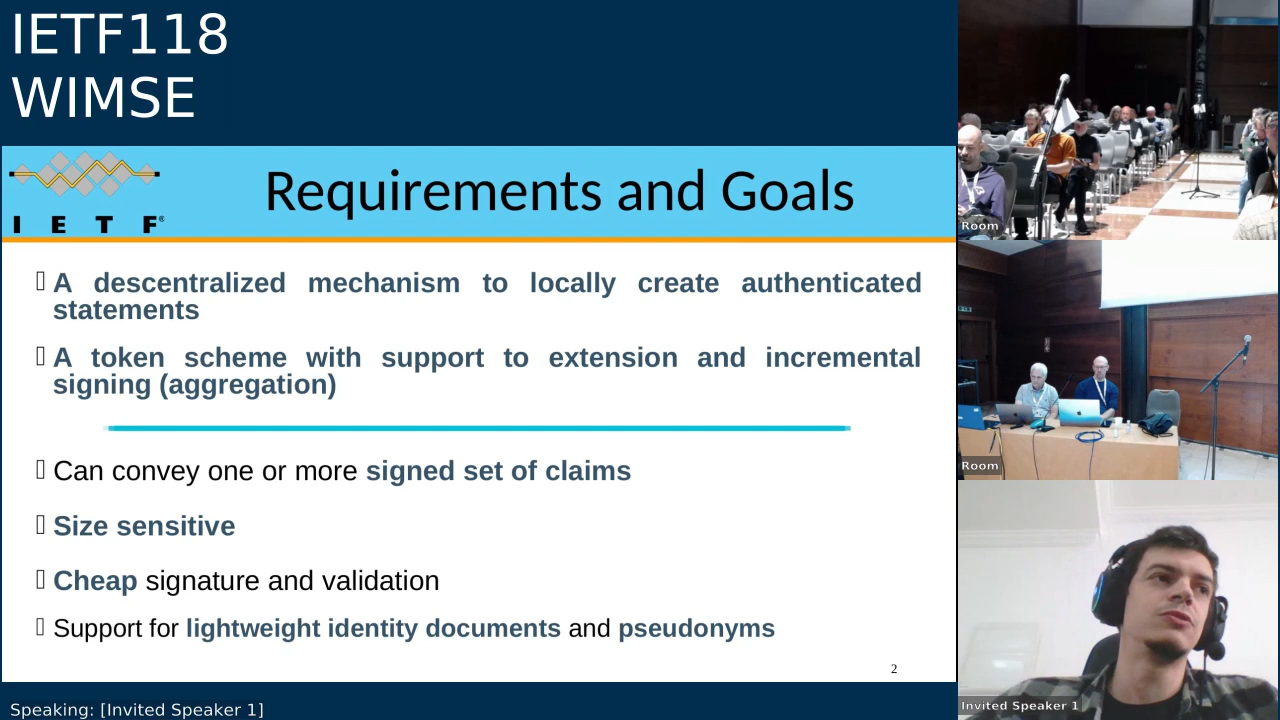 IETF118
WIMSE
I E T F®
Requirements and Goals
A descentralized mechanism to locally create authenticated
statements
A token scheme with support to extension and incremental
signing (aggregation)
Can convey one or more signed set of claims
Size sensitive
Cheap signature and validation
Support for lightweight identity documents and pseudonyms
2
Speaking: [Invited Speaker 1]
Room
Room
Invited Speaker 1